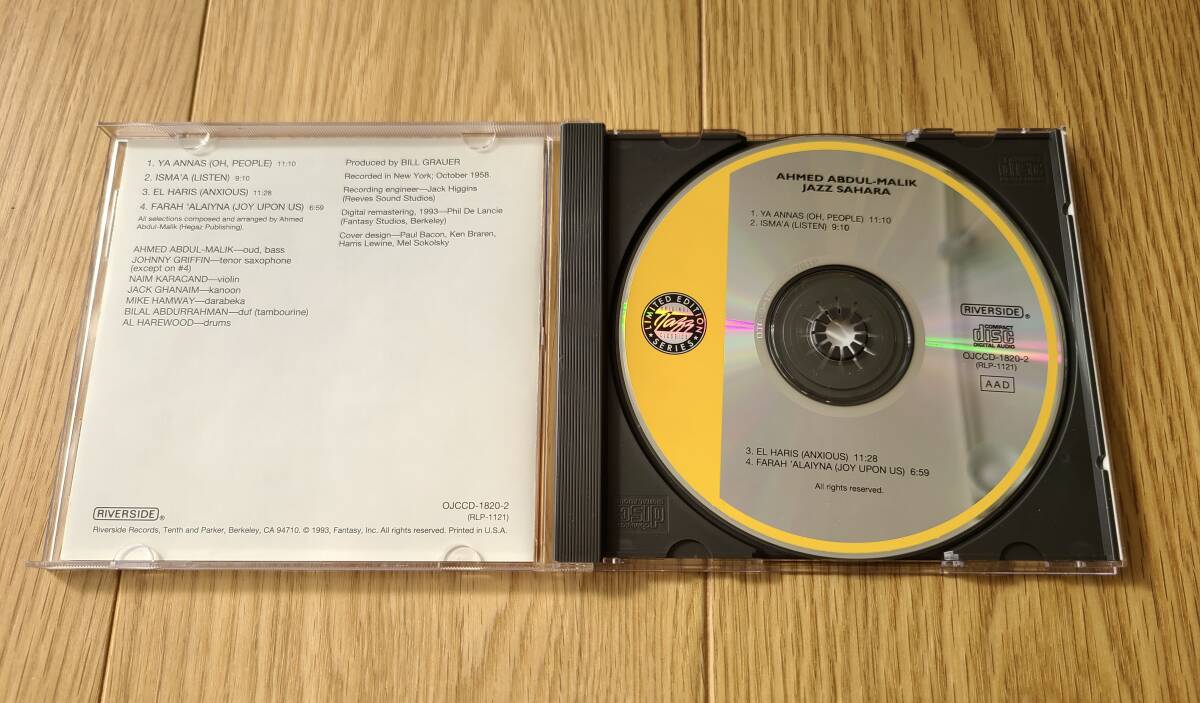 1. YA ANNAS (OH, PEOPLE) 11:10
2. ISMA'A (LISTEN) 9:10
3. EL HARIS (ANXIOUS) 11:28
4. FARAH 'ALAIYNA (JOY UPON US) 6:59
All selections composed and arranged by Ahmed
Abdul-Malik (Hegaz Publishing).
AHMED ABDUL-MALIK—oud, bass
JOHNNY GRIFFIN—tenor saxophone
(except on #4)
NAIM KARACAND—violin
JACK GHANAIM—kanoon
MIKE HAMWAY—darabeka
BILAL ABDURRAHMAN—duf (tambourine)
AL HAREWOOD—drums
Produced by BILL GRAUER
Recorded in New York; October 1958.
Recording engineer—Jack Higgins
(Reeves Sound Studios)
Digital remastering, 1993—Phil De Lancie
(Fantasy Studios, Berkeley)
Cover design—Paul Bacon, Ken Braren,
Harris Lewine, Mel Sokolsky
RIVERSIDE®
OJCCD-1820-2
(RLP-1121)
Riverside Records, Tenth and Parker, Berkeley, CA 94710. © 1993, Fantasy, Inc. All rights reserved. Printed in U.S.A.
AHMED ABDUL-MALIK
JAZZ SAHARA
1. YA ANNAS (OH, PEOPLE) 11:10
2. ISMA'A (LISTEN) 9:10
LIMITED EDITION
ORIGINAL
Jazz
CLASSICS
SERIES
RIVERSIDE®
COMPACT
disc
DIGITAL AUDIO
OJCCD-1820-2
(RLP-1121)
AAD
3. EL HARIS (ANXIOUS) 11:28
4. FARAH 'ALAIYNA (JOY UPON US) 6:59
All rights reserved.